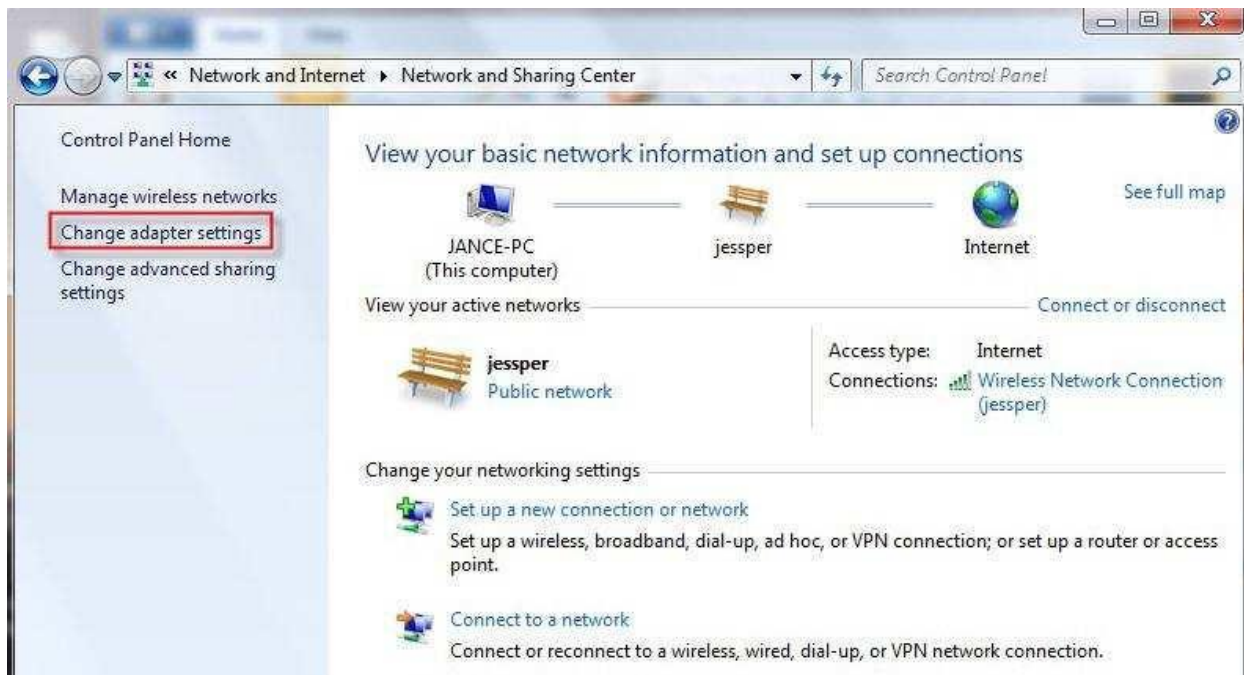 « Network and Internet ▸ Network and Sharing Center
Search Control Panel
Control Panel Home
Manage wireless networks
Change adapter settings
Change advanced sharing
settings
View your basic network information and set up connections
See full map
JANCE-PC
(This computer)
jessper
Internet
View your active networks
Connect or disconnect
jessper
Public network
Access type: Internet
Connections: Wireless Network Connection
(jessper)
Change your networking settings
Set up a new connection or network
Set up a wireless, broadband, dial-up, ad hoc, or VPN connection; or set up a router or access
point.
Connect to a network
Connect or reconnect to a wireless, wired, dial-up, or VPN network connection.